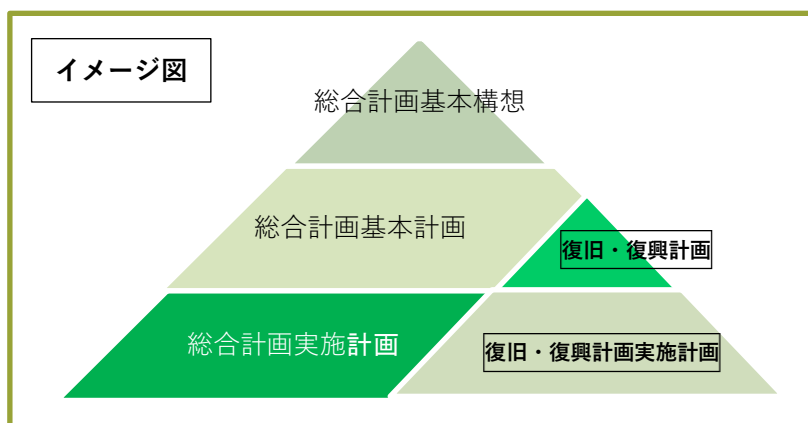 イメージ図
総合計画基本構想
総合計画基本計画
復旧・復興計画
総合計画実施計画
復旧・復興計画実施計画